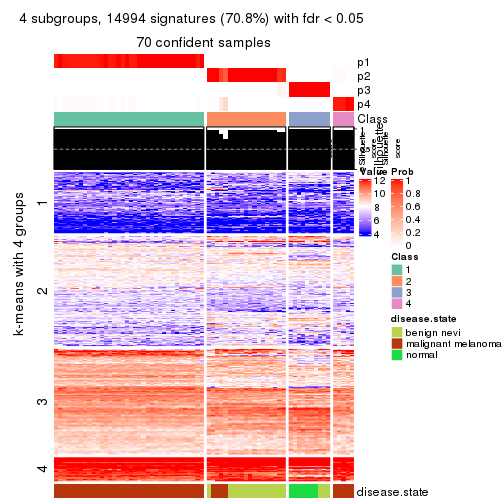 4 subgroups, 14994 signatures (70.8%) with fdr < 0.05
70 confident samples
p1
p2
p3
p4
Class
Silhouette
score
k-means with 4 groups
1
2
3
4
Value
12
10
8
6
4
Prob
1
0.8
0.6
0.4
0.2
0
Class
1
2
3
4
disease.state
benign nevi
malignant melanoma
normal
disease.state